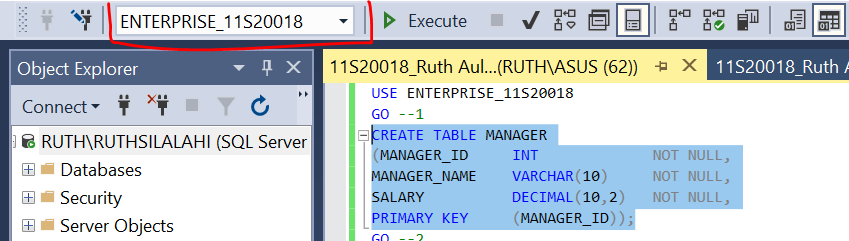 ENTERPRISE_11S20018
Execute
Object Explorer
11S20018_Ruth Aul...(RUTH\ASUS (62))
11S20018_Ruth A
Connect
RUTH\RUTHSILALAHI (SQL Server
Databases
Security
Server Objects
USE ENTERPRISE_11S20018
GO --1
CREATE TABLE MANAGER
(MANAGER_ID INT NOT NULL,
MANAGER_NAME VARCHAR(10) NOT NULL,
SALARY DECIMAL(10,2) NOT NULL,
PRIMARY KEY (MANAGER_ID));
GO --2